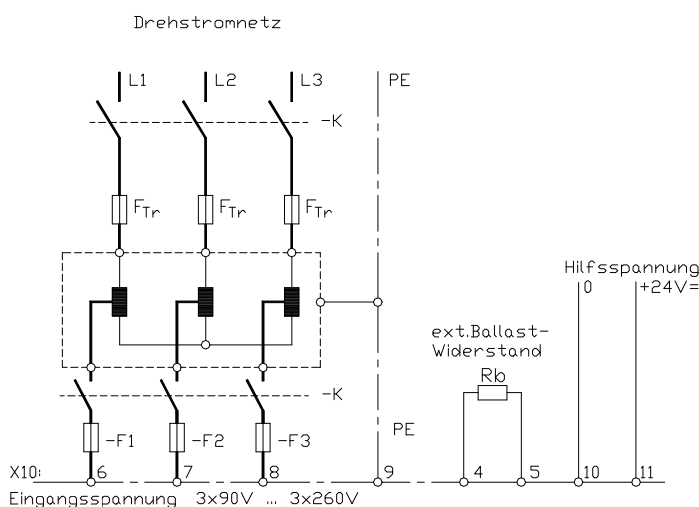 Drehstromnetz
L1 L2 L3 PE
-K
FTr FTr FTr
Hilfsspannung
0 +24V=
ext.Ballast-
Widerstand
Rb
-K
-F1 -F2 -F3 PE
X10: 6 7 8 9 4 5 10 11
Eingangsspannung 3x90V ... 3x260V